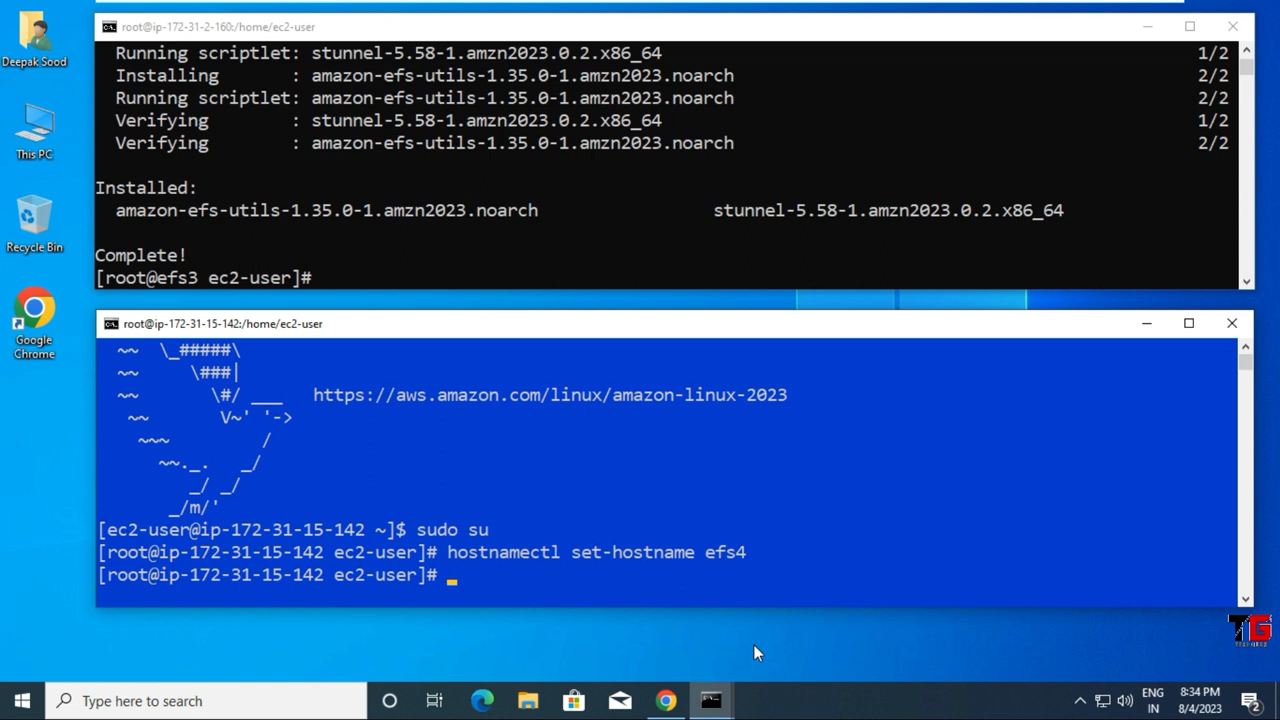 root@ip-172-31-2-160:/home/ec2-user
Deepak Sood
This PC
Recycle Bin
Google
Chrome
Running scriptlet: stunnel-5.58-1.amzn2023.0.2.x86_64 1/2
Installing : amazon-efs-utils-1.35.0-1.amzn2023.noarch 2/2
Running scriptlet: amazon-efs-utils-1.35.0-1.amzn2023.noarch 2/2
Verifying : stunnel-5.58-1.amzn2023.0.2.x86_64 1/2
Verifying : amazon-efs-utils-1.35.0-1.amzn2023.noarch 2/2
Installed:
amazon-efs-utils-1.35.0-1.amzn2023.noarch stunnel-5.58-1.amzn2023.0.2.x86_64
Complete!
[root@efs3 ec2-user]#
root@ip-172-31-15-142:/home/ec2-user
~~ \_#####\
~~ \###|
~~ \#/ ___ https://aws.amazon.com/linux/amazon-linux-2023
~~ V~' '->
~~~ /
~~._. _/
_/ _/
_/m/'
[ec2-user@ip-172-31-15-142 ~]$ sudo su
[root@ip-172-31-15-142 ec2-user]# hostnamectl set-hostname efs4
[root@ip-172-31-15-142 ec2-user]#
TG
Type here to search
ENG
IN
8:34 PM
8/4/2023
2